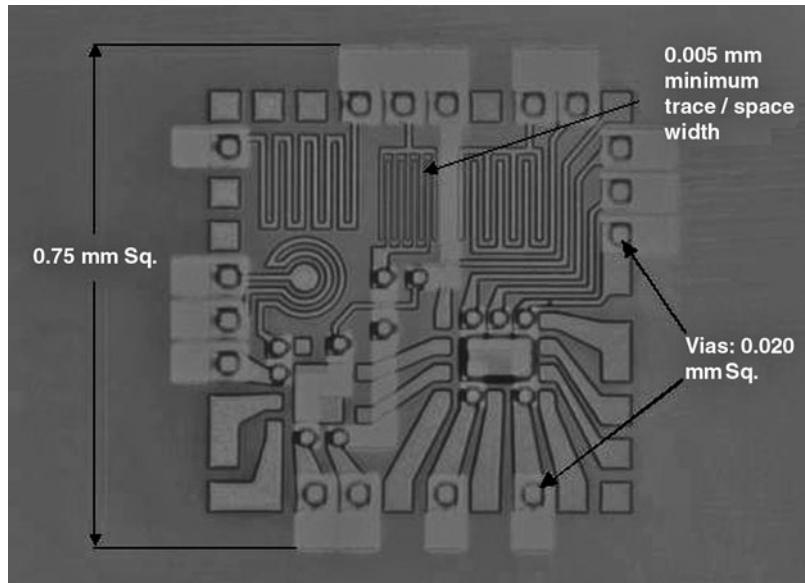 0.005 mm
minimum
trace / space
width
0.75 mm Sq.
Vias: 0.020
mm Sq.